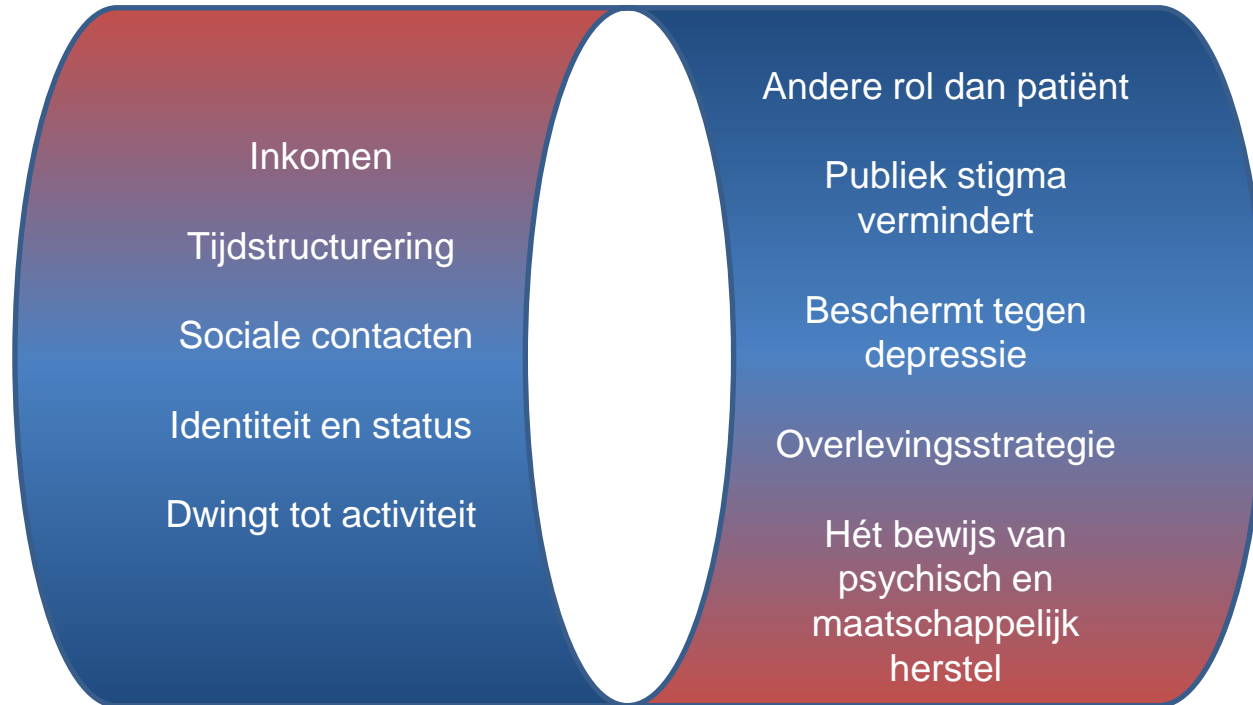 Inkomen
Tijdstructurering
Sociale contacten
Identiteit en status
Dwingt tot activiteit
Andere rol dan patiënt
Publiek stigma
vermindert
Beschermt tegen
depressie
Overlevingsstrategie
Hét bewijs van
psychisch en
maatschappelijk
herstel